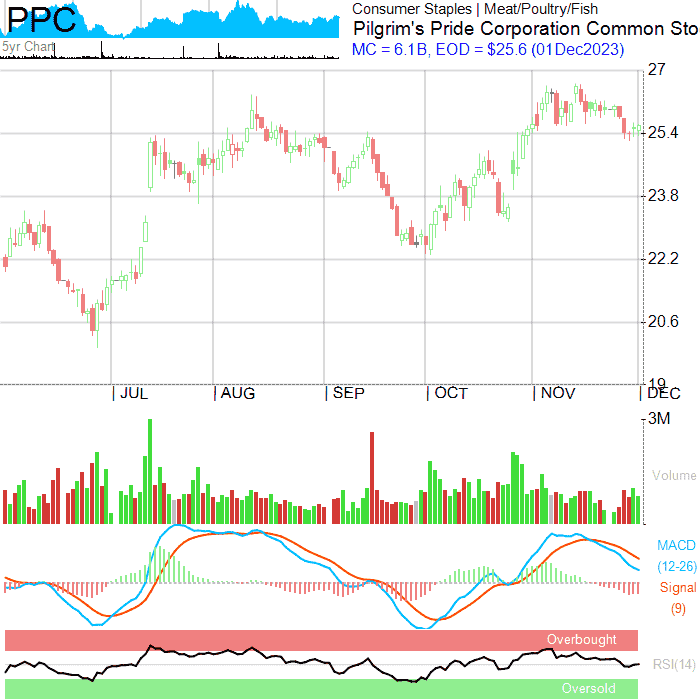 PPC
5yr Chart
Consumer Staples | Meat/Poultry/Fish
Pilgrim's Pride Corporation Common Sto
MC = 6.1B, EOD = $25.6 (01Dec2023)
27
25.4
23.8
22.2
20.6
19
JUL AUG SEP OCT NOV DEC
3M
Volume
MACD
(12-26)
Signal
(9)
Overbought
RSI(14)
Oversold